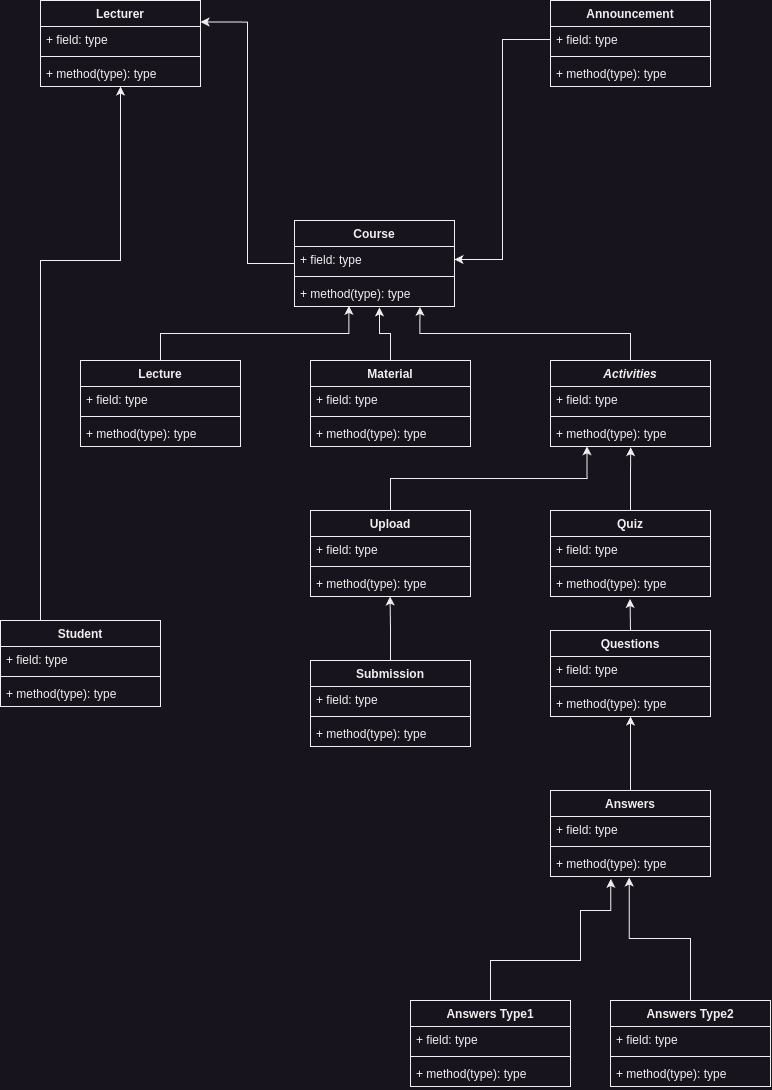 Lecturer
+ field: type
+ method(type): type
Announcement
+ field: type
+ method(type): type
Course
+ field: type
+ method(type): type
Lecture
+ field: type
+ method(type): type
Material
+ field: type
+ method(type): type
Activities
+ field: type
+ method(type): type
Upload
+ field: type
+ method(type): type
Quiz
+ field: type
+ method(type): type
Student
+ field: type
+ method(type): type
Questions
+ field: type
+ method(type): type
Submission
+ field: type
+ method(type): type
Answers
+ field: type
+ method(type): type
Answers Type1
+ field: type
+ method(type): type
Answers Type2
+ field: type
+ method(type): type